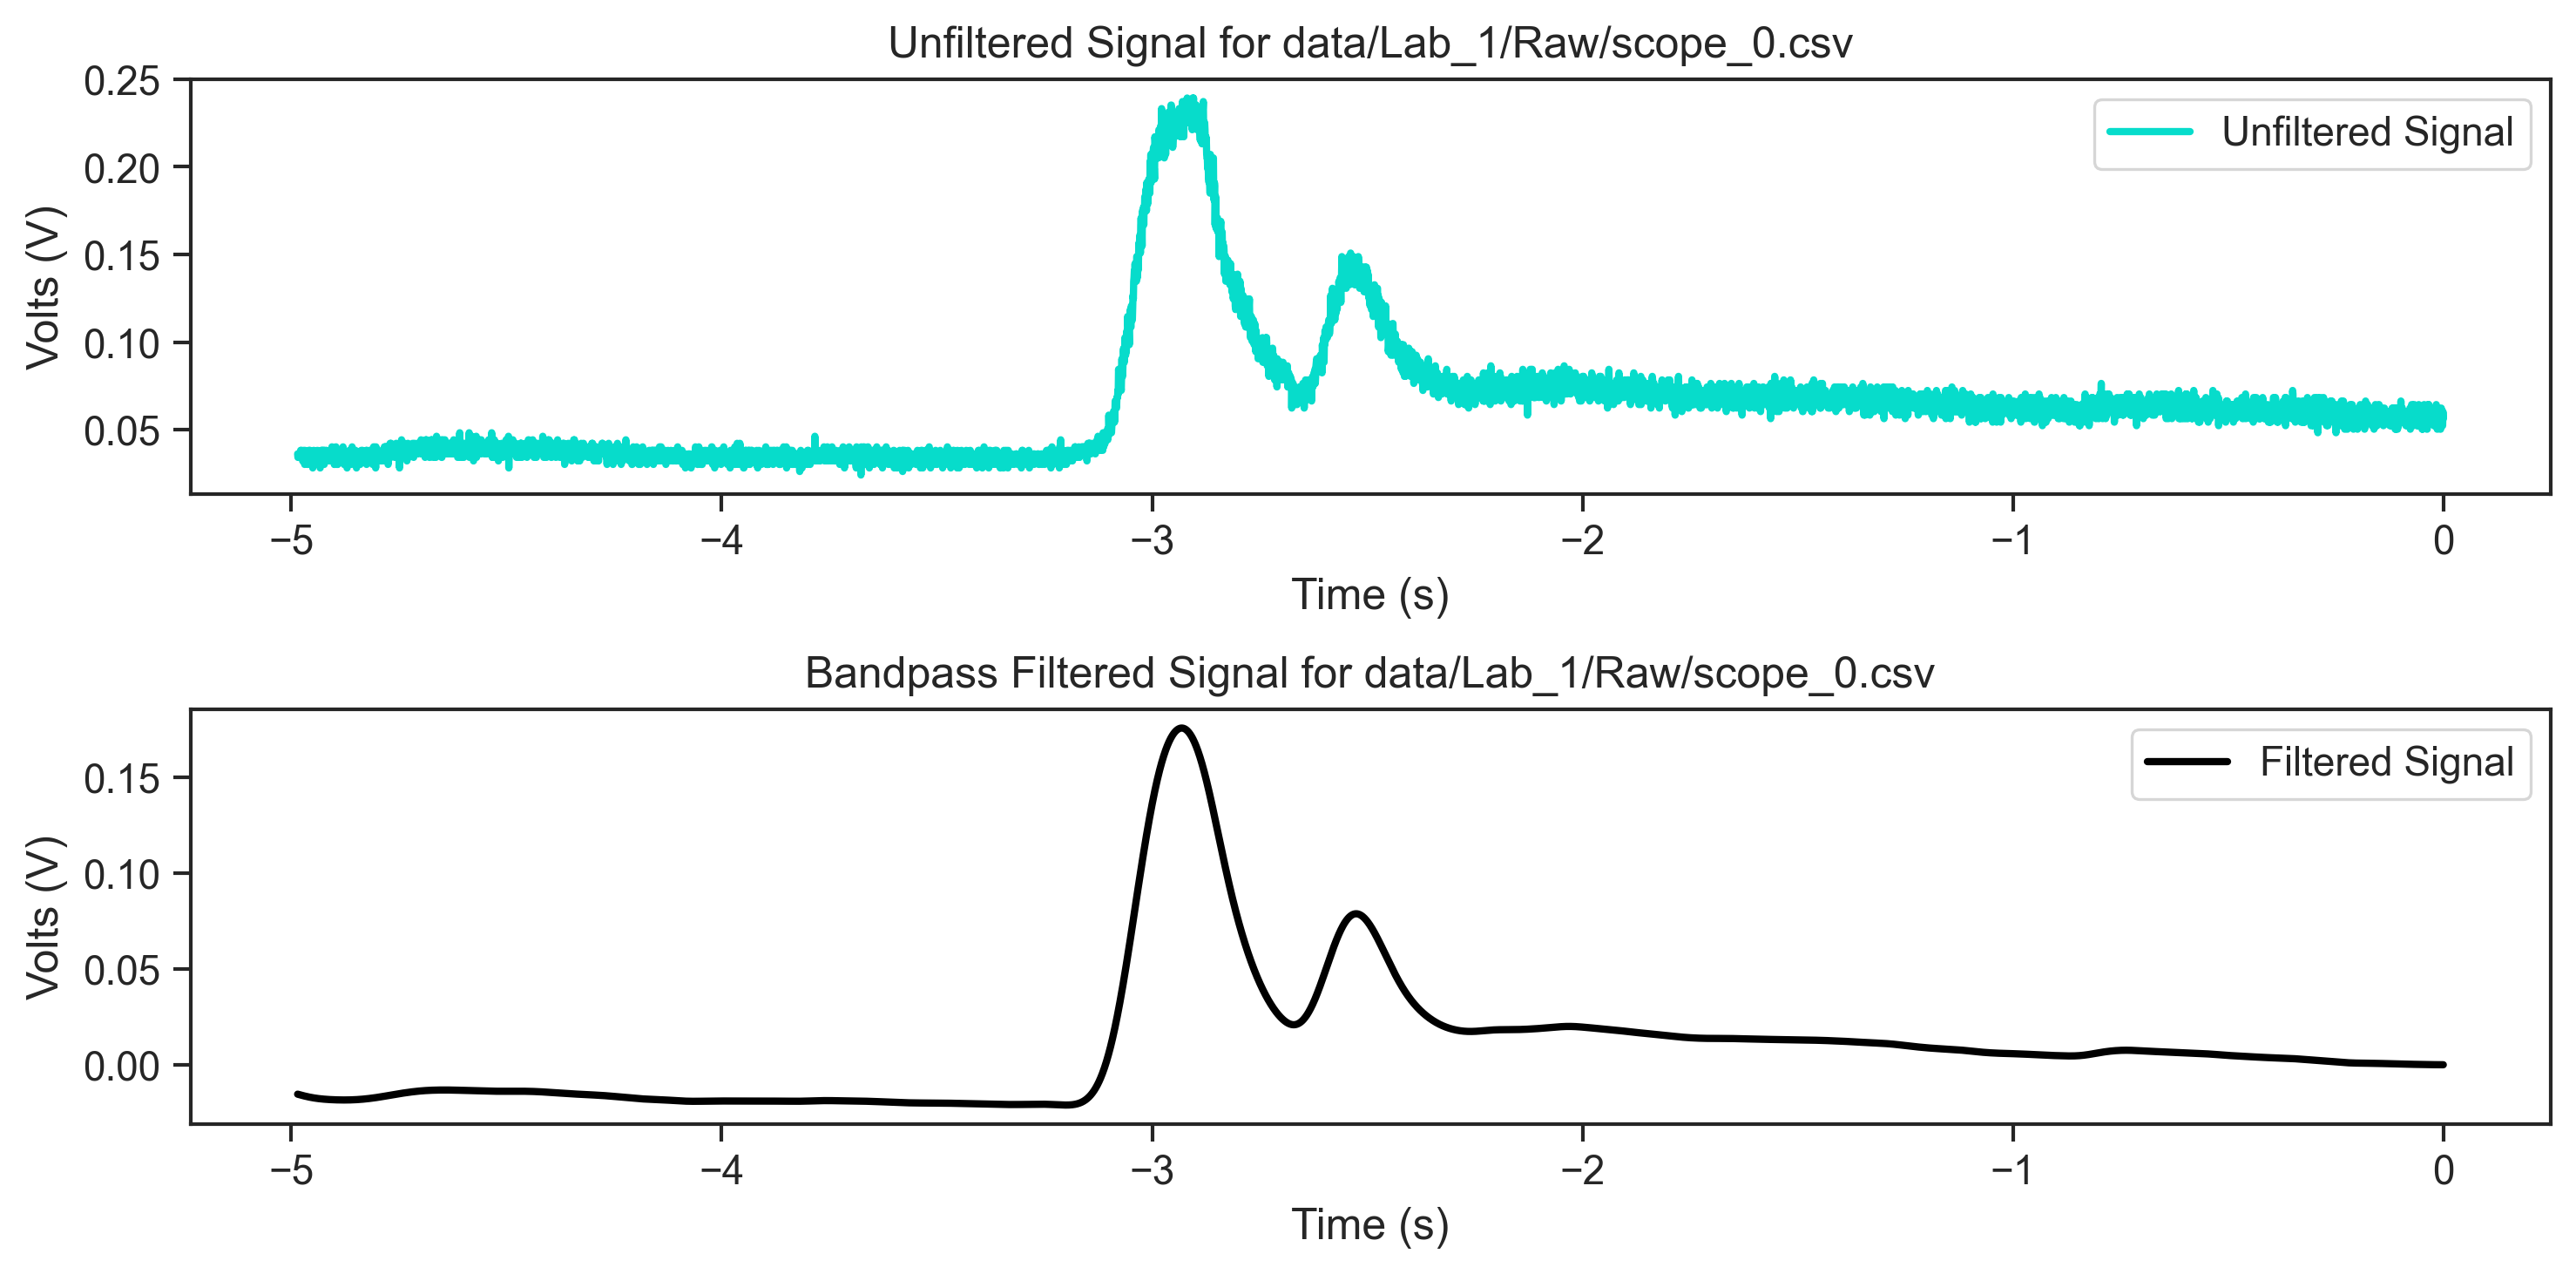 Unfiltered Signal for data/Lab_1/Raw/scope_0.csv
0.25
0.20
0.15
0.10
0.05
Volts (V)
Unfiltered Signal
−5 −4 −3 −2 −1 0
Time (s)
Bandpass Filtered Signal for data/Lab_1/Raw/scope_0.csv
0.15
0.10
0.05
0.00
Volts (V)
Filtered Signal
−5 −4 −3 −2 −1 0
Time (s)